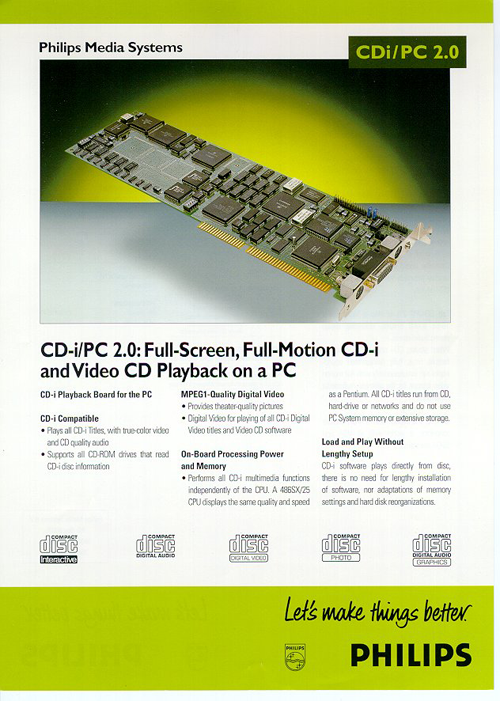 Philips Media Systems
CDi/PC 2.0
CD-i/PC 2.0: Full-Screen, Full-Motion CD-i
and Video CD Playback on a PC
CD-i Playback Board for the PC
CD-i Compatible
• Plays all CD-i Titles, with true-color video
and CD quality audio
• Supports all CD-ROM drives that read
CD-i disc information
MPEG1-Quality Digital Video
• Provides theater-quality pictures
• Digital Video for playing of all CD-i Digital
Video titles and Video CD software
On-Board Processing Power
and Memory
• Performs all CD-i multimedia functions
independently of the CPU. A 486SX/25
CPU displays the same quality and speed
as a Pentium. All CD-i titles run from CD,
hard-drive or networks and do not use
PC System memory or extensive storage.
Load and Play Without
Lengthy Setup
CD-i software plays directly from disc,
there is no need for lengthy installation
of software, nor adaptations of memory
settings and hard disk reorganizations.
COMPACT
disc
Interactive
COMPACT
disc
DIGITAL AUDIO
COMPACT
disc
DIGITAL VIDEO
COMPACT
disc
PHOTO
COMPACT
disc
DIGITAL AUDIO
GRAPHICS
Let's make things better.
PHILIPS
PHILIPS